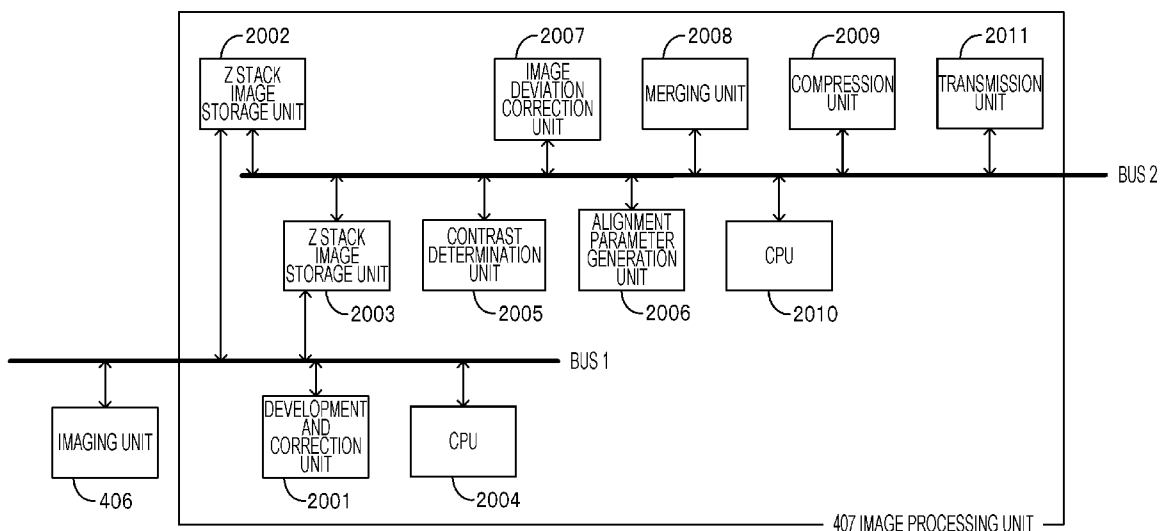 2002
2007
2008
2009
2011
Z STACK
IMAGE
STORAGE UNIT
IMAGE
DEVIATION
CORRECTION
UNIT
MERGING UNIT
COMPRESSION
UNIT
TRANSMISSION
UNIT
BUS 2
Z STACK
IMAGE
STORAGE UNIT
CONTRAST
DETERMINATION
UNIT
ALIGNMENT
PARAMETER
GENERATION
UNIT
CPU
2003
2005
2006
2010
BUS 1
IMAGING UNIT
DEVELOPMENT
AND
CORRECTION
UNIT
CPU
406
2001
2004
407 IMAGE PROCESSING UNIT